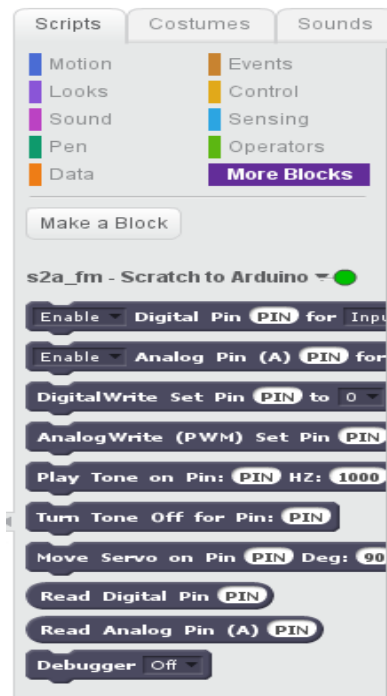 Scripts Costumes Sounds
Motion Events
Looks Control
Sound Sensing
Pen Operators
Data More Blocks
Make a Block
s2a_fm - Scratch to Arduino
Enable Digital Pin PIN for Inpu
Enable Analog Pin (A) PIN for
DigitalWrite Set Pin PIN to 0
AnalogWrite (PWM) Set Pin PIN
Play Tone on Pin: PIN HZ: 1000
Turn Tone Off for Pin: PIN
Move Servo on Pin PIN Deg: 90
Read Digital Pin PIN
Read Analog Pin (A) PIN
Debugger Off